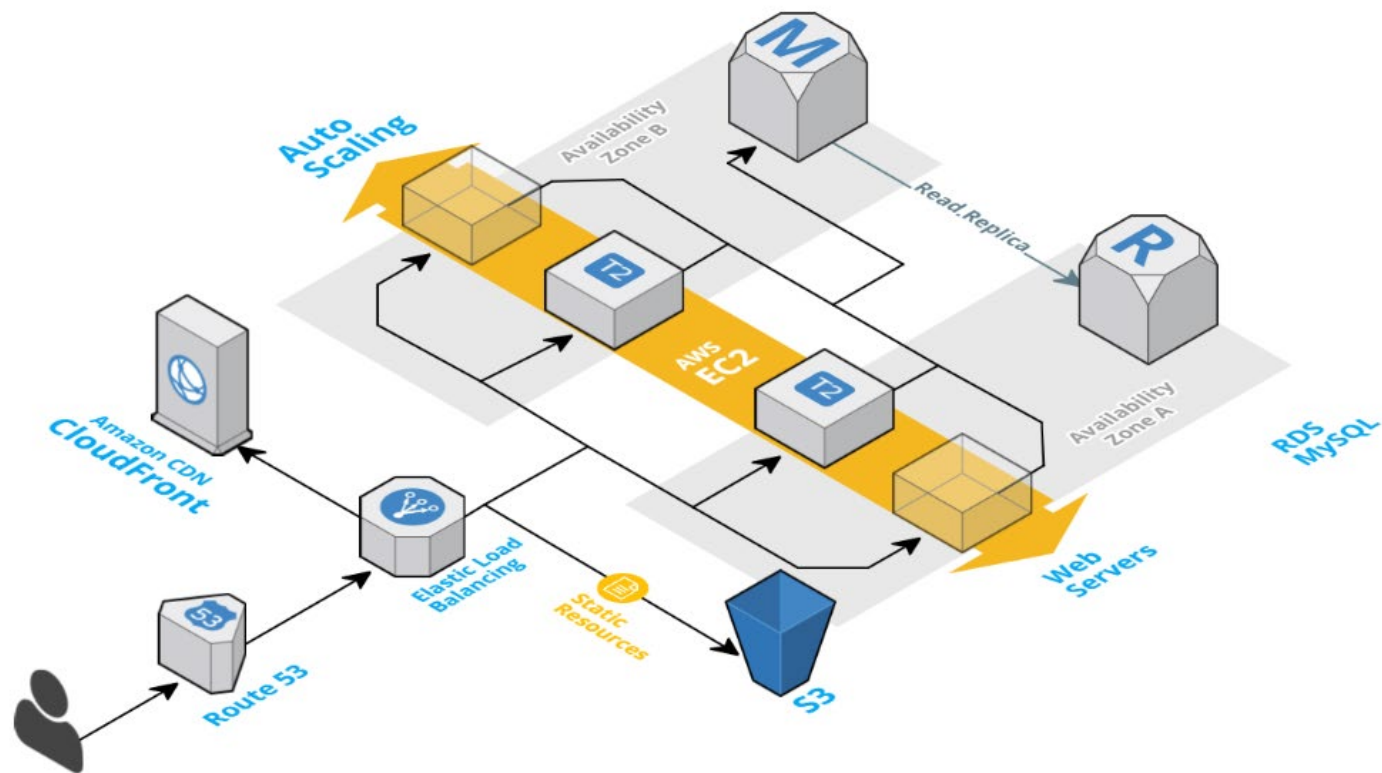 M
Auto
Scaling
Availability
Zone B
Read.Replica
R
T2
AWS
EC2
T2
Availability
Zone A
RDS
MySQL
Amazon CDN
CloudFront
Elastic Load
Balancing
Web
Servers
Static
Resources
53
Route 53
S3